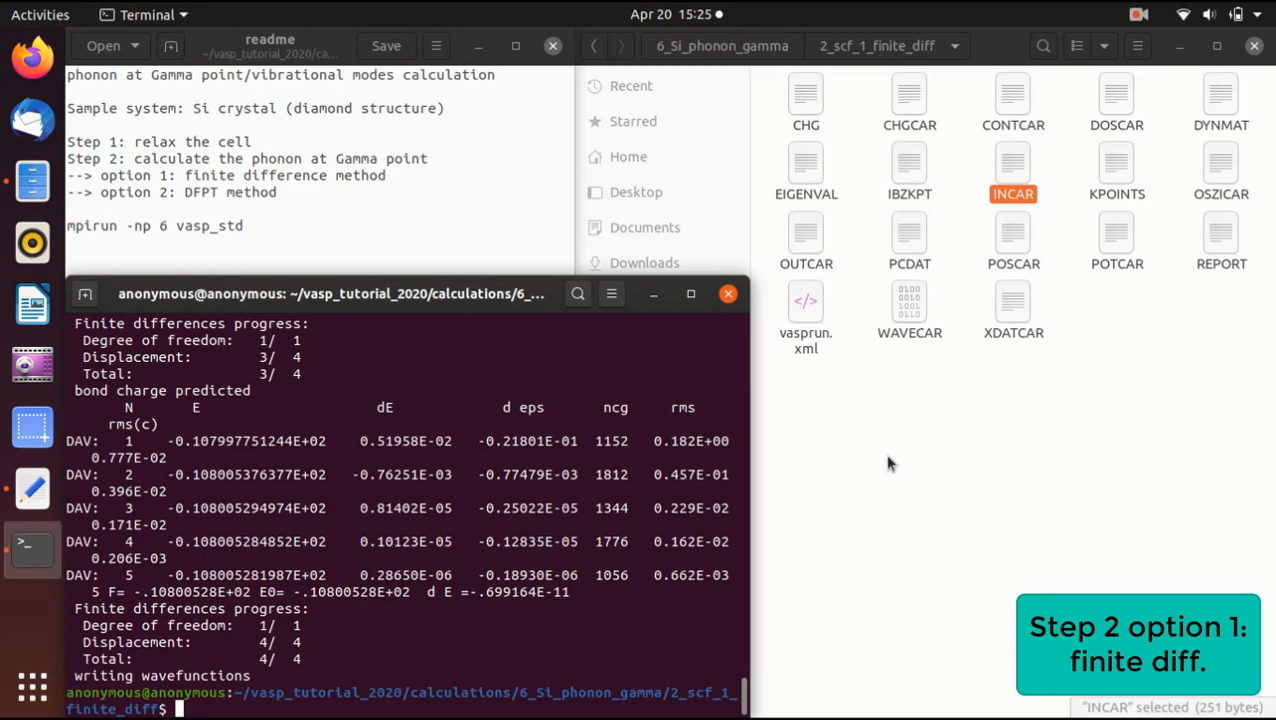 Activities
Terminal
Apr 20 15:25
Open
readme
~/vasp_tutorial_2020/ca...
Save
phonon at Gamma point/vibrational modes calculation
Sample system: Si crystal (diamond structure)
Step 1: relax the cell
Step 2: calculate the phonon at Gamma point
--> option 1: finite difference method
--> option 2: DFPT method
mpirun -np 6 vasp_std
6_Si_phonon_gamma
2_scf_1_finite_diff
Recent
Starred
Home
Desktop
Documents
Downloads
CHG
CHGCAR
CONTCAR
DOSCAR
DYNMAT
EIGENVAL
IBZKPT
INCAR
KPOINTS
OSZICAR
OUTCAR
PCDAT
POSCAR
POTCAR
REPORT
vasprun.
xml
WAVECAR
XDATCAR
anonymous@anonymous: ~/vasp_tutorial_2020/calculations/6_...
Finite differences progress:
Degree of freedom: 1/ 1
Displacement: 3/ 4
Total: 3/ 4
bond charge predicted
N E dE d eps ncg rms
rms(c)
DAV: 1 -0.107997751244E+02 0.51958E-02 -0.21801E-01 1152 0.182E+00
0.777E-02
DAV: 2 -0.108005376377E+02 -0.76251E-03 -0.77479E-03 1812 0.457E-01
0.396E-02
DAV: 3 -0.108005294974E+02 0.81402E-05 -0.25022E-05 1344 0.229E-02
0.171E-02
DAV: 4 -0.108005284852E+02 0.10123E-05 -0.12835E-05 1776 0.162E-02
0.206E-03
DAV: 5 -0.108005281987E+02 0.28650E-06 -0.18930E-06 1056 0.662E-03
5 F= -.10800528E+02 E0= -.10800528E+02 d E =-.699164E-11
Finite differences progress:
Degree of freedom: 1/ 1
Displacement: 4/ 4
Total: 4/ 4
writing wavefunctions
anonymous@anonymous:~/vasp_tutorial_2020/calculations/6_Si_phonon_gamma/2_scf_1_
finite_diff$
Step 2 option 1:
finite diff.
"INCAR" selected (251 bytes)